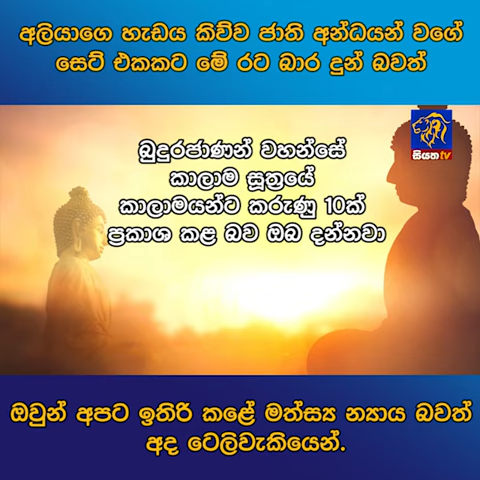 අලියාගෙ හැඩය කිව්ව ජාති අන්ධයන් වගේ
සෙට් එකකට මේ රට බාර දුන් බවත්
සියත tv
බුදුරජාණන් වහන්සේ
කාලාම සූත්‍රයේ
කාලාමයන්ට කරුණු 10ක්
ප්‍රකාශ කළ බව ඔබ දන්නවා
ඔවුන් අපට ඉතිරි කළේ මත්ස්‍ය න්‍යාය බවත්
අද ටෙලිවැකියෙන්.